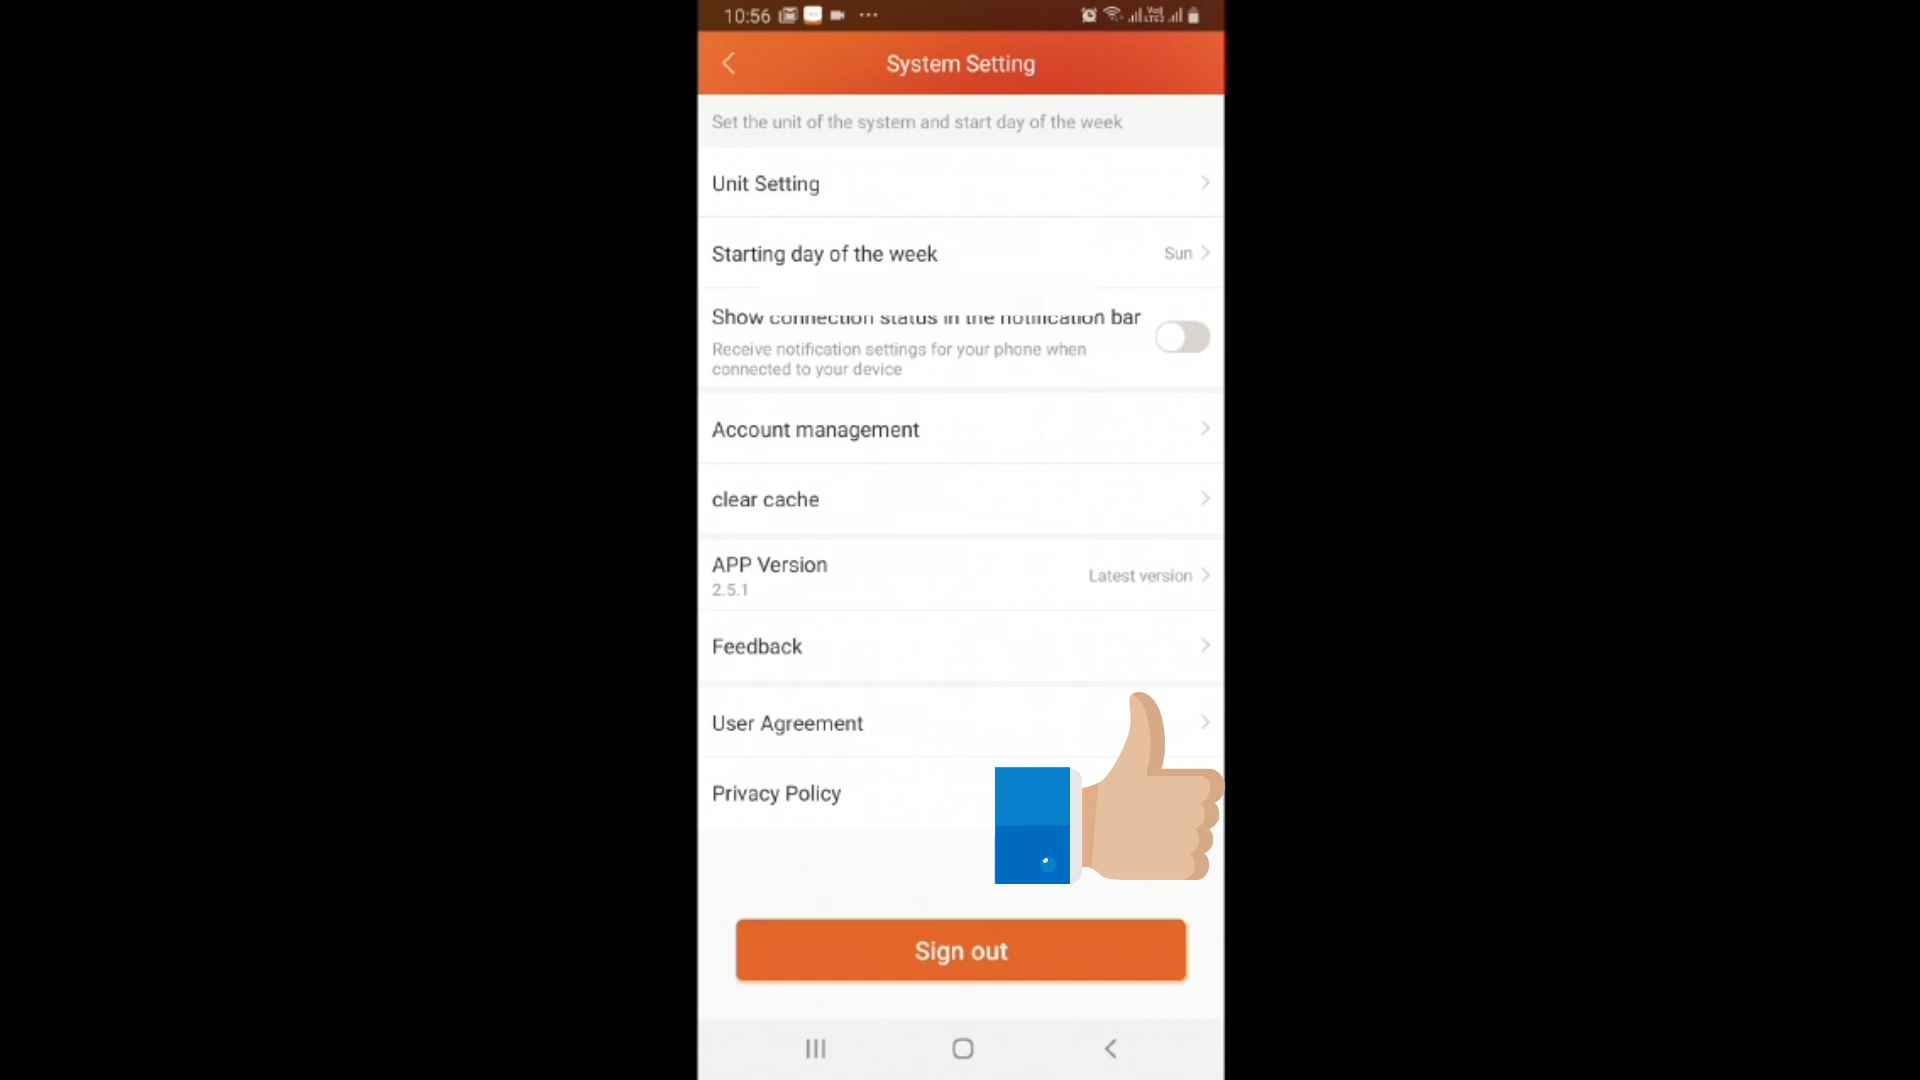 10:56
System Setting
Set the unit of the system and start day of the week
Unit Setting
Starting day of the week Sun
Show connection status in the notification bar
Receive notification settings for your phone when
connected to your device
Account management
clear cache
APP Version
2.5.1 Latest version
Feedback
User Agreement
Privacy Policy
Sign out